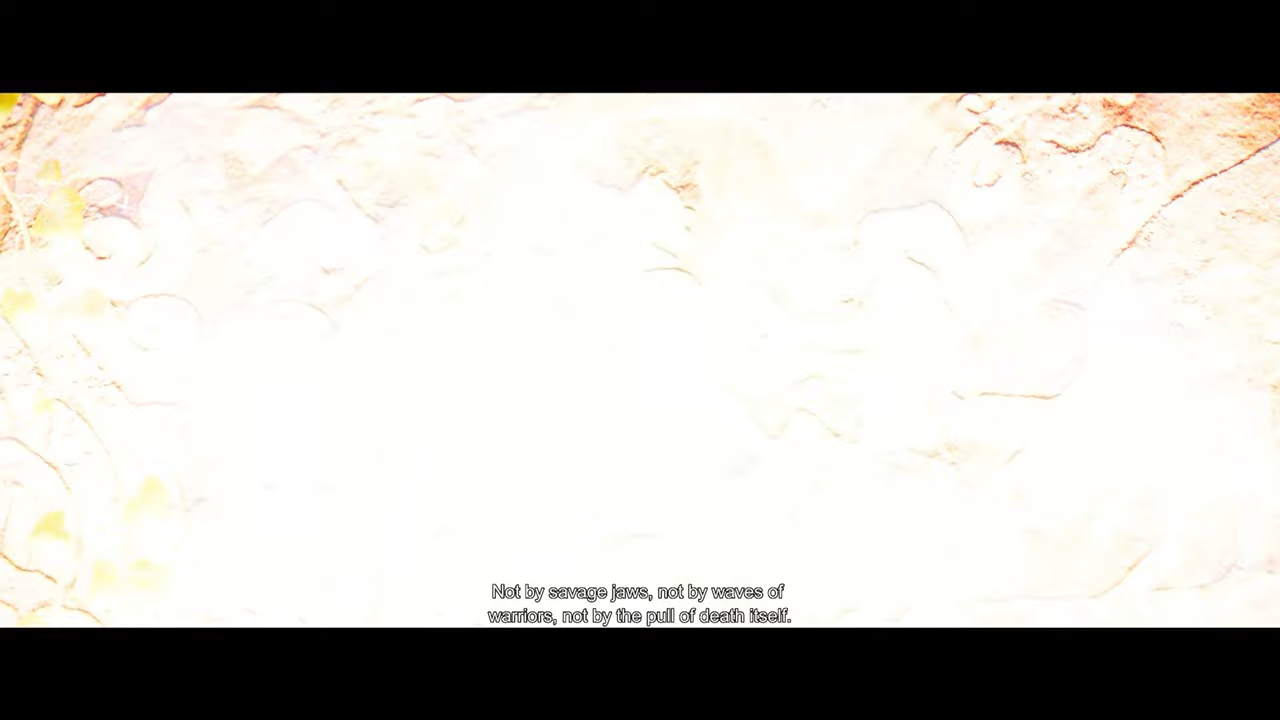 Not by savage jaws, not by waves of
warriors, not by the pull of death itself.